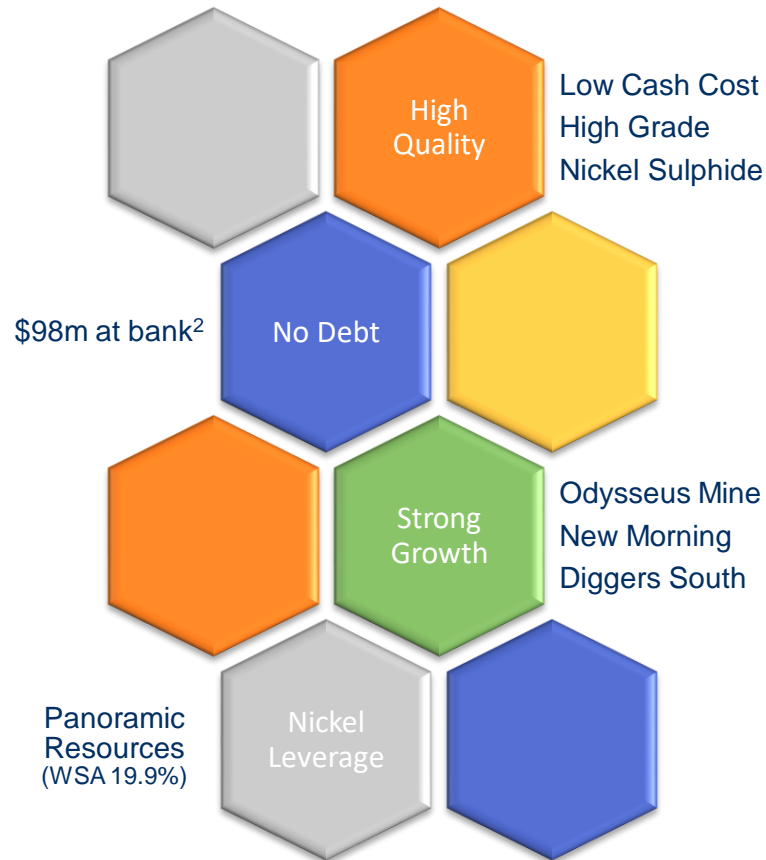 High
Quality
Low Cash Cost
High Grade
Nickel Sulphide
$98m at bank²
No Debt
Strong
Growth
Odysseus Mine
New Morning
Diggers South
Panoramic
Resources
(WSA 19.9%)
Nickel
Leverage